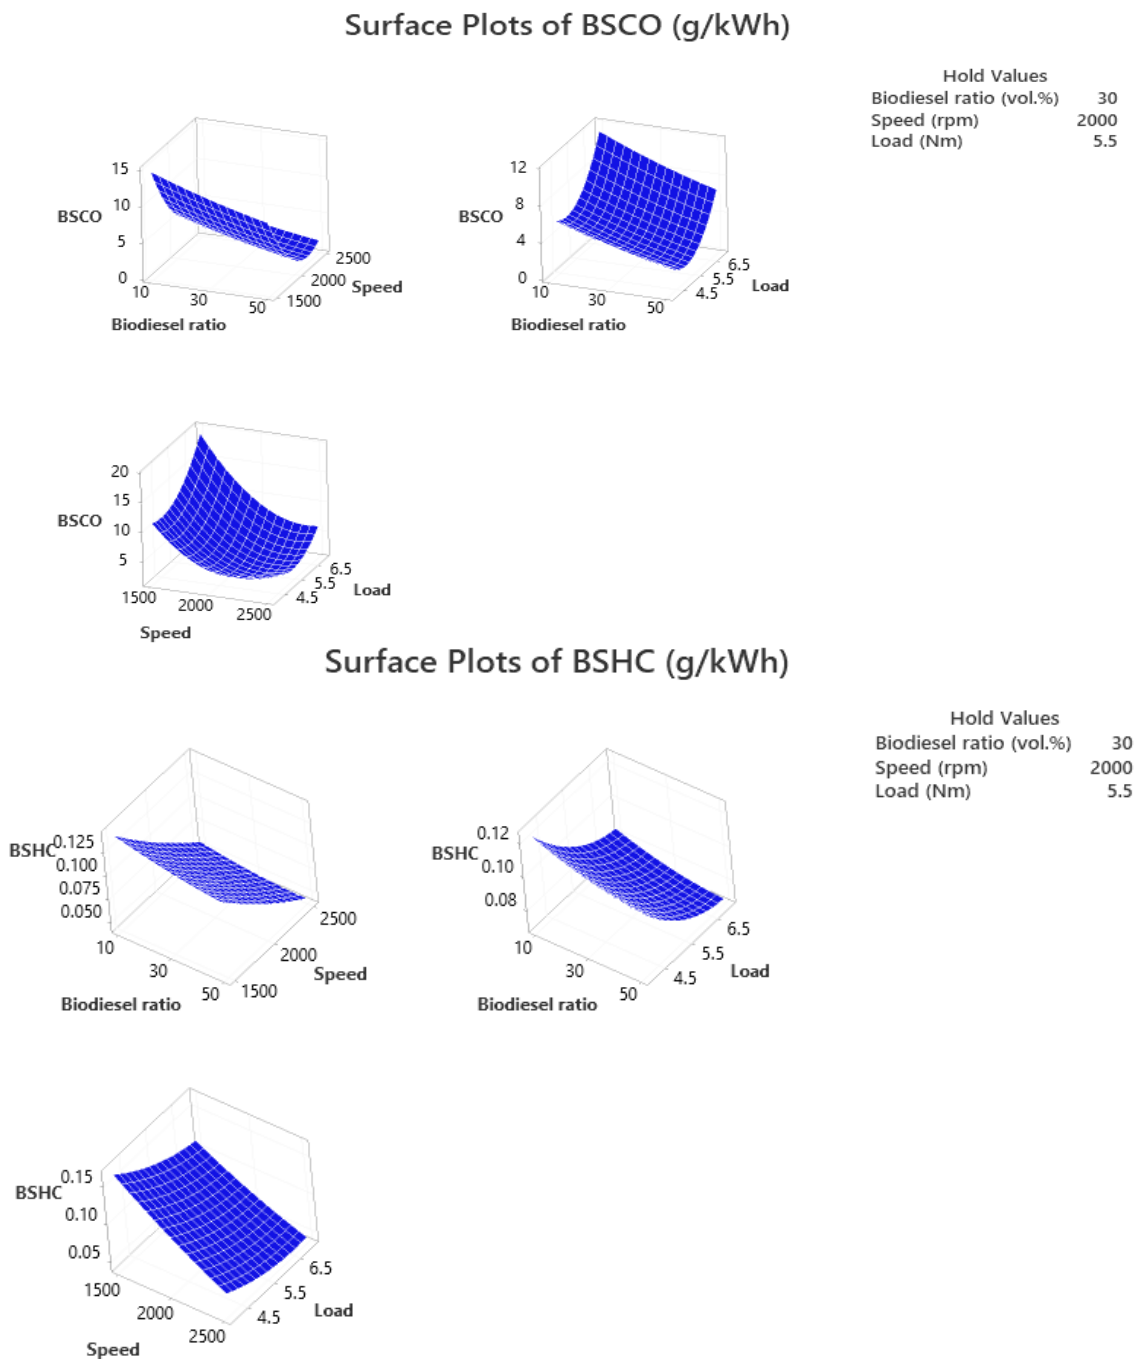 Surface Plots of BSCO (g/kWh)
Hold Values
Biodiesel ratio (vol.%) 30
Speed (rpm) 2000
Load (Nm) 5.5
15
10
BSCO
5
0
10
30
50
1500
2000
2500
Speed
Biodiesel ratio
12
8
BSCO
4
0
10
30
50
4.5
5.5
6.5
Load
Biodiesel ratio
20
15
BSCO
10
5
1500
2000
2500
4.5
5.5
6.5
Load
Speed
Surface Plots of BSHC (g/kWh)
Hold Values
Biodiesel ratio (vol.%) 30
Speed (rpm) 2000
Load (Nm) 5.5
0.125
BSHC
0.100
0.075
0.050
10
30
50
1500
2000
2500
Speed
Biodiesel ratio
0.12
BSHC
0.10
0.08
10
30
50
4.5
5.5
6.5
Load
Biodiesel ratio
0.15
BSHC
0.10
0.05
1500
2000
2500
4.5
5.5
6.5
Load
Speed